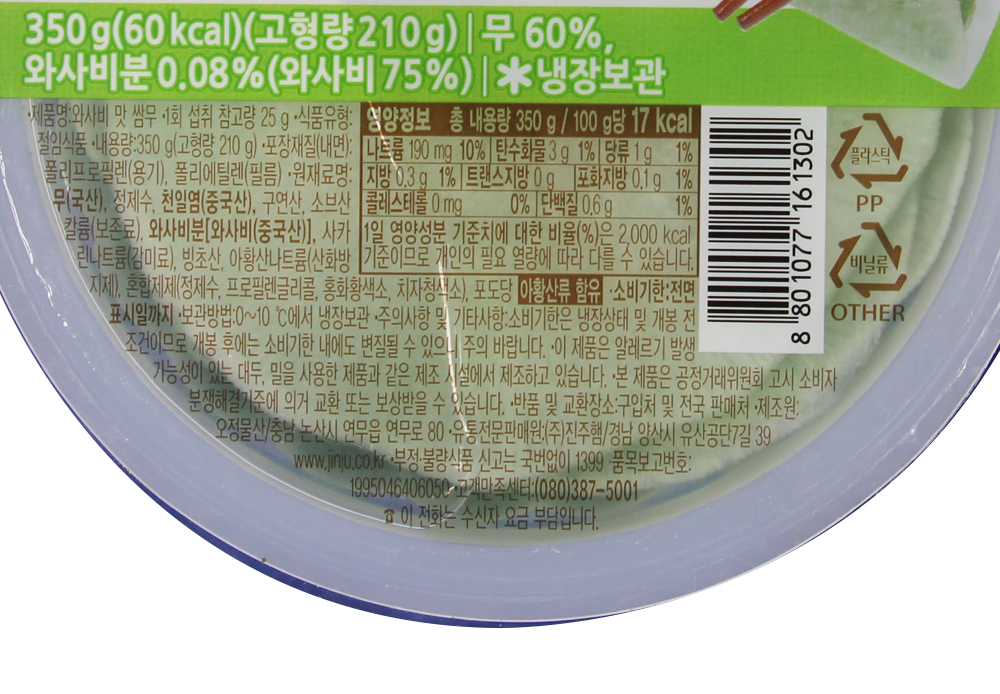 350 g(60 kcal)(고형량 210 g) | 무 60%,
와사비분 0.08%(와사비 75%) | *냉장보관
•제품명:와사비 맛 쌈무 •1회 섭취 참고량 25 g •식품유형:
절임식품 •내용량:350 g(고형량 210 g) •포장재질(내면):
폴리프로필렌(용기), 폴리에틸렌(필름) •원재료명:
무(국산), 정제수, 천일염(중국산), 구연산, 소브산
칼륨(보존료), 와사비분[와사비(중국산)], 사카
린나트륨(감미료), 빙초산, 아황산나트륨(산화방
지제), 혼합제제(정제수, 프로필렌글리콜, 홍화황색소, 치자청색소), 포도당 아황산류 함유 •소비기한:전면
표시일까지 •보관방법:0~10 ℃에서 냉장보관 •주의사항 및 기타사항:소비기한은 냉장상태 및 개봉 전
조건이므로 개봉 후에는 소비기한 내에도 변질될 수 있으니 주의 바랍니다. •이 제품은 알레르기 발생
가능성이 있는 대두, 밀을 사용한 제품과 같은 제조 시설에서 제조하고 있습니다. •본 제품은 공정거래위원회 고시 소비자
분쟁해결기준에 의거 교환 또는 보상받을 수 있습니다. •반품 및 교환장소:구입처 및 전국 판매처 •제조원:
오정물산/충남 논산시 연무읍 연무로 80 •유통전문판매원:(주)진주햄/경남 양산시 유산공단7길 39
www.jinju.co.kr •부정·불량식품 신고는 국번없이 1399 품목보고번호:
1995046406050 고객만족센터:(080)387-5001
☎ 이 전화는 수신자 요금 부담입니다.
영양정보 총 내용량 350 g / 100 g당 17 kcal
나트륨 190 mg 10% 탄수화물 3 g 1% 당류 1 g 1%
지방 0.3 g 1% 트랜스지방 0 g 포화지방 0.1 g 1%
콜레스테롤 0 mg 0% 단백질 0.6 g 1%
1일 영양성분 기준치에 대한 비율(%)은 2,000 kcal
기준이므로 개인의 필요 열량에 따라 다를 수 있습니다.
8 801077 161302
플라스틱
PP
비닐류
OTHER